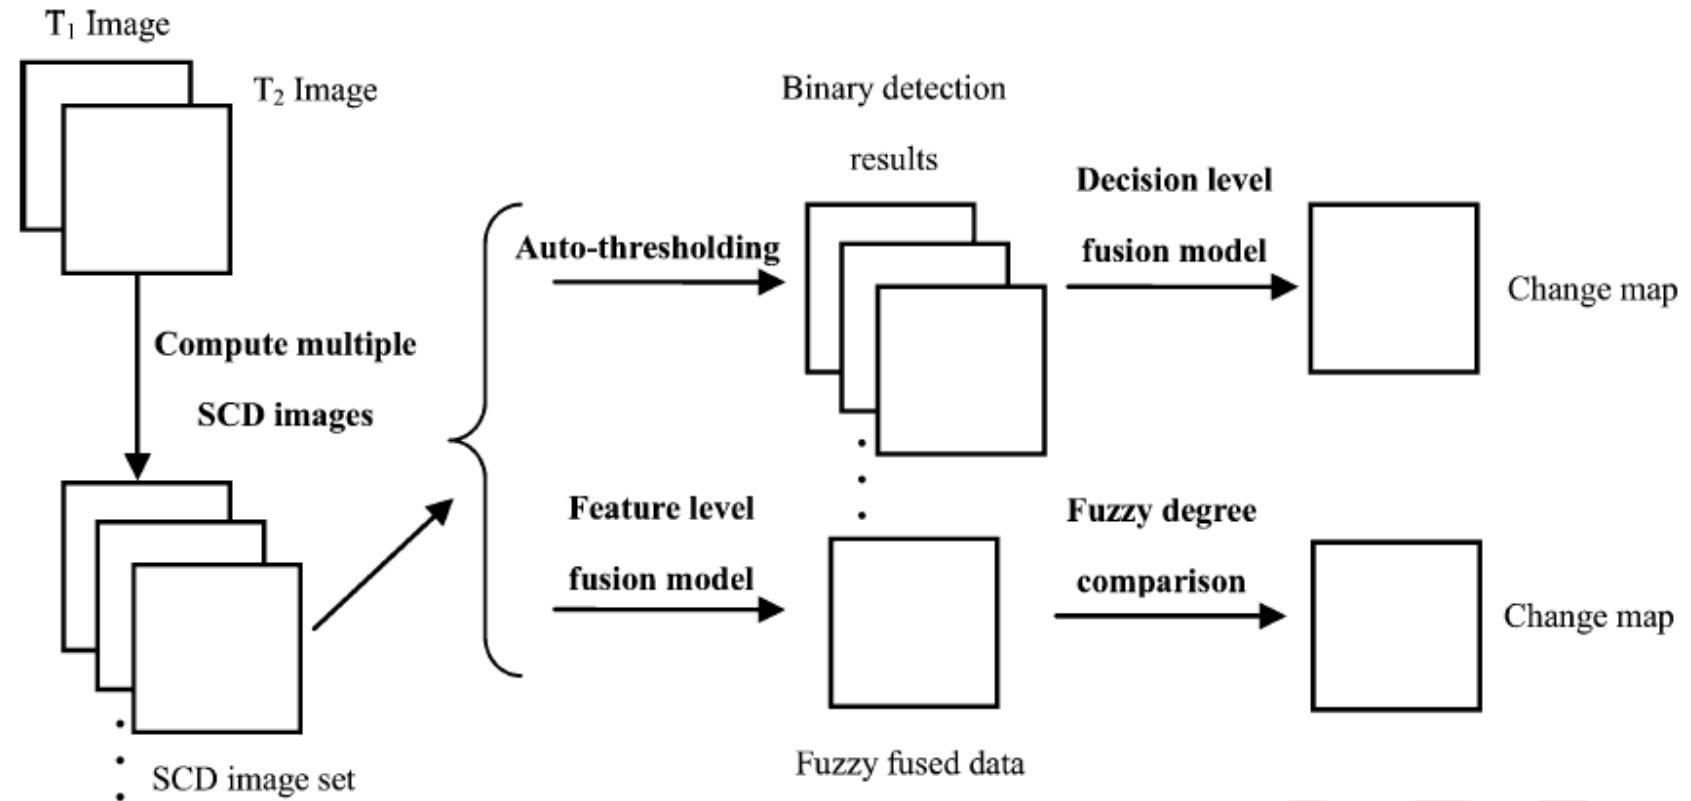 T₁ Image
T₂ Image
Compute multiple
SCD images
SCD image set
Auto-thresholding
Binary detection
results
Decision level
fusion model
Change map
Feature level
fusion model
Fuzzy fused data
Fuzzy degree
comparison
Change map